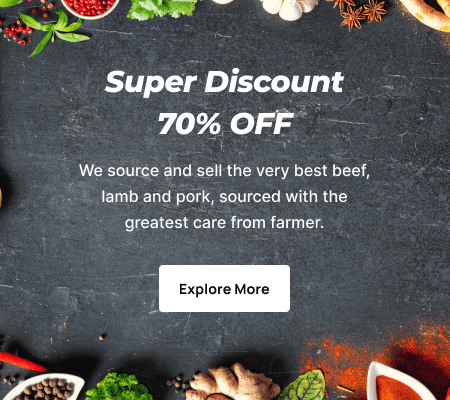 Super Discount
70% OFF
We source and sell the very best beef,
lamb and pork, sourced with the
greatest care from farmer.
Explore More